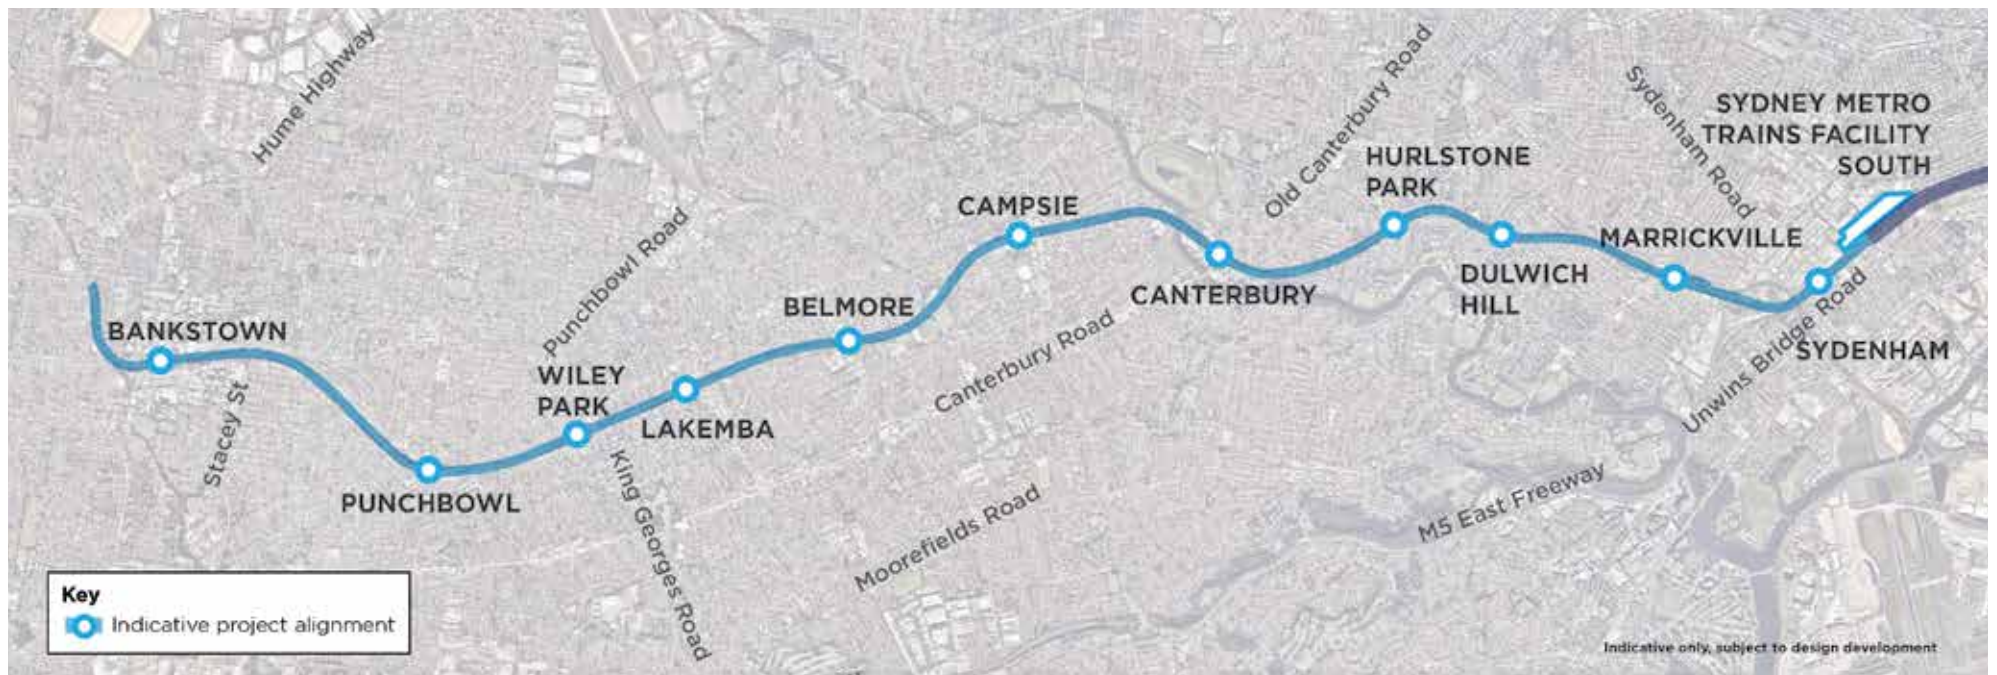 Hume Highway
Old Canterbury Road
Sydenham Road
SYDNEY METRO
TRAINS FACILITY
SOUTH
HURLSTONE
PARK
CAMPSIE
Punchbowl Road
MARRICKVILLE
DULWICH
HILL
CANTERBURY
BELMORE
BANKSTOWN
Canterbury Road
Unwins Bridge Road
SYDENHAM
WILEY
PARK
Stacey St
LAKEMBA
PUNCHBOWL
King Georges Road
Moorefields Road
M5 East Freeway
Key
Indicative project alignment
Indicative only, subject to design development